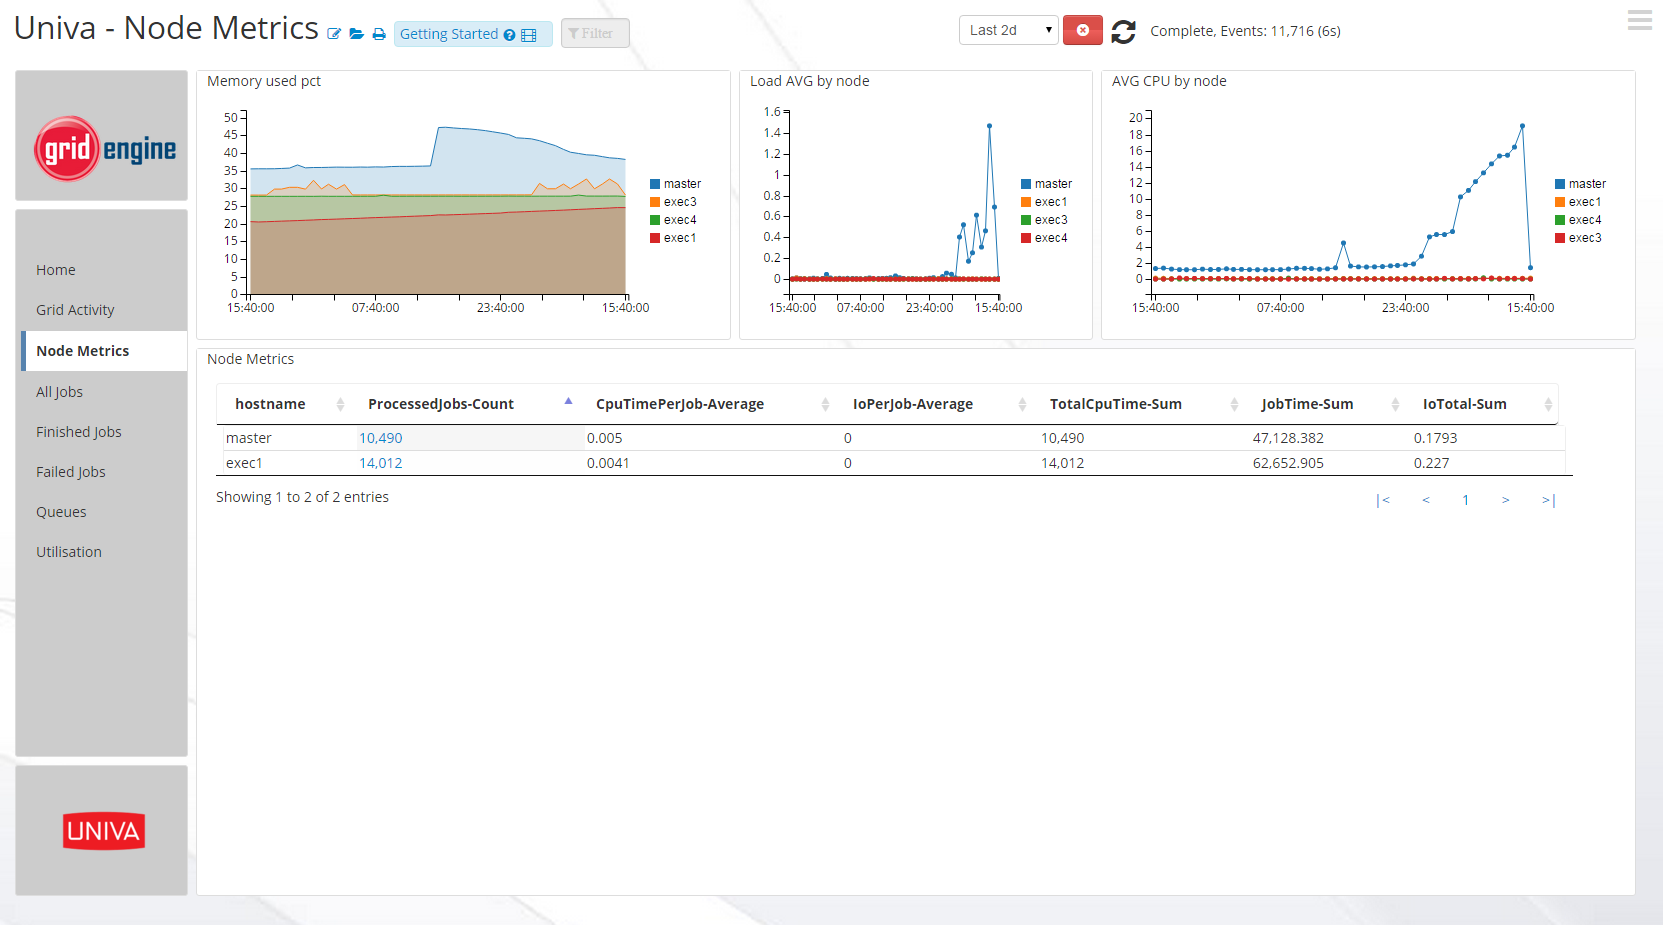 Univa - Node Metrics
Getting Started
Filter
Last 2d
Complete, Events: 11,716 (6s)
grid engine
Home
Grid Activity
Node Metrics
All Jobs
Finished Jobs
Failed Jobs
Queues
Utilisation
UNIVA
Memory used pct
50
45
40
35
30
25
20
15
10
5
0
15:40:00 07:40:00 23:40:00 15:40:00
master
exec3
exec4
exec1
Load AVG by node
1.6
1.4
1.2
1
0.8
0.6
0.4
0.2
0
15:40:00 07:40:00 23:40:00 15:40:00
master
exec1
exec3
exec4
AVG CPU by node
20
18
16
14
12
10
8
6
4
2
0
15:40:00 07:40:00 23:40:00 15:40:00
master
exec1
exec4
exec3
Node Metrics
hostname ProcessedJobs-Count CpuTimePerJob-Average IoPerJob-Average TotalCpuTime-Sum JobTime-Sum IoTotal-Sum
master 10,490 0.005 0 10,490 47,128.382 0.1793
exec1 14,012 0.0041 0 14,012 62,652.905 0.227
Showing 1 to 2 of 2 entries
|< < 1 > >|